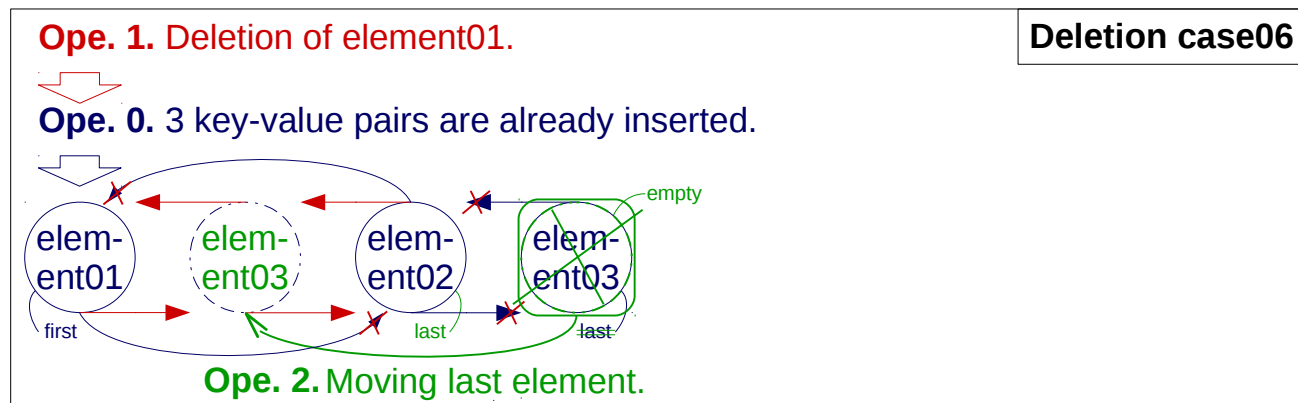 Ope. 1. Deletion of element01.
Deletion case06
Ope. 0. 3 key-value pairs are already inserted.
empty
elem-
ent01
elem-
ent03
elem-
ent02
elem-
ent03
first
last
last
Ope. 2. Moving last element.